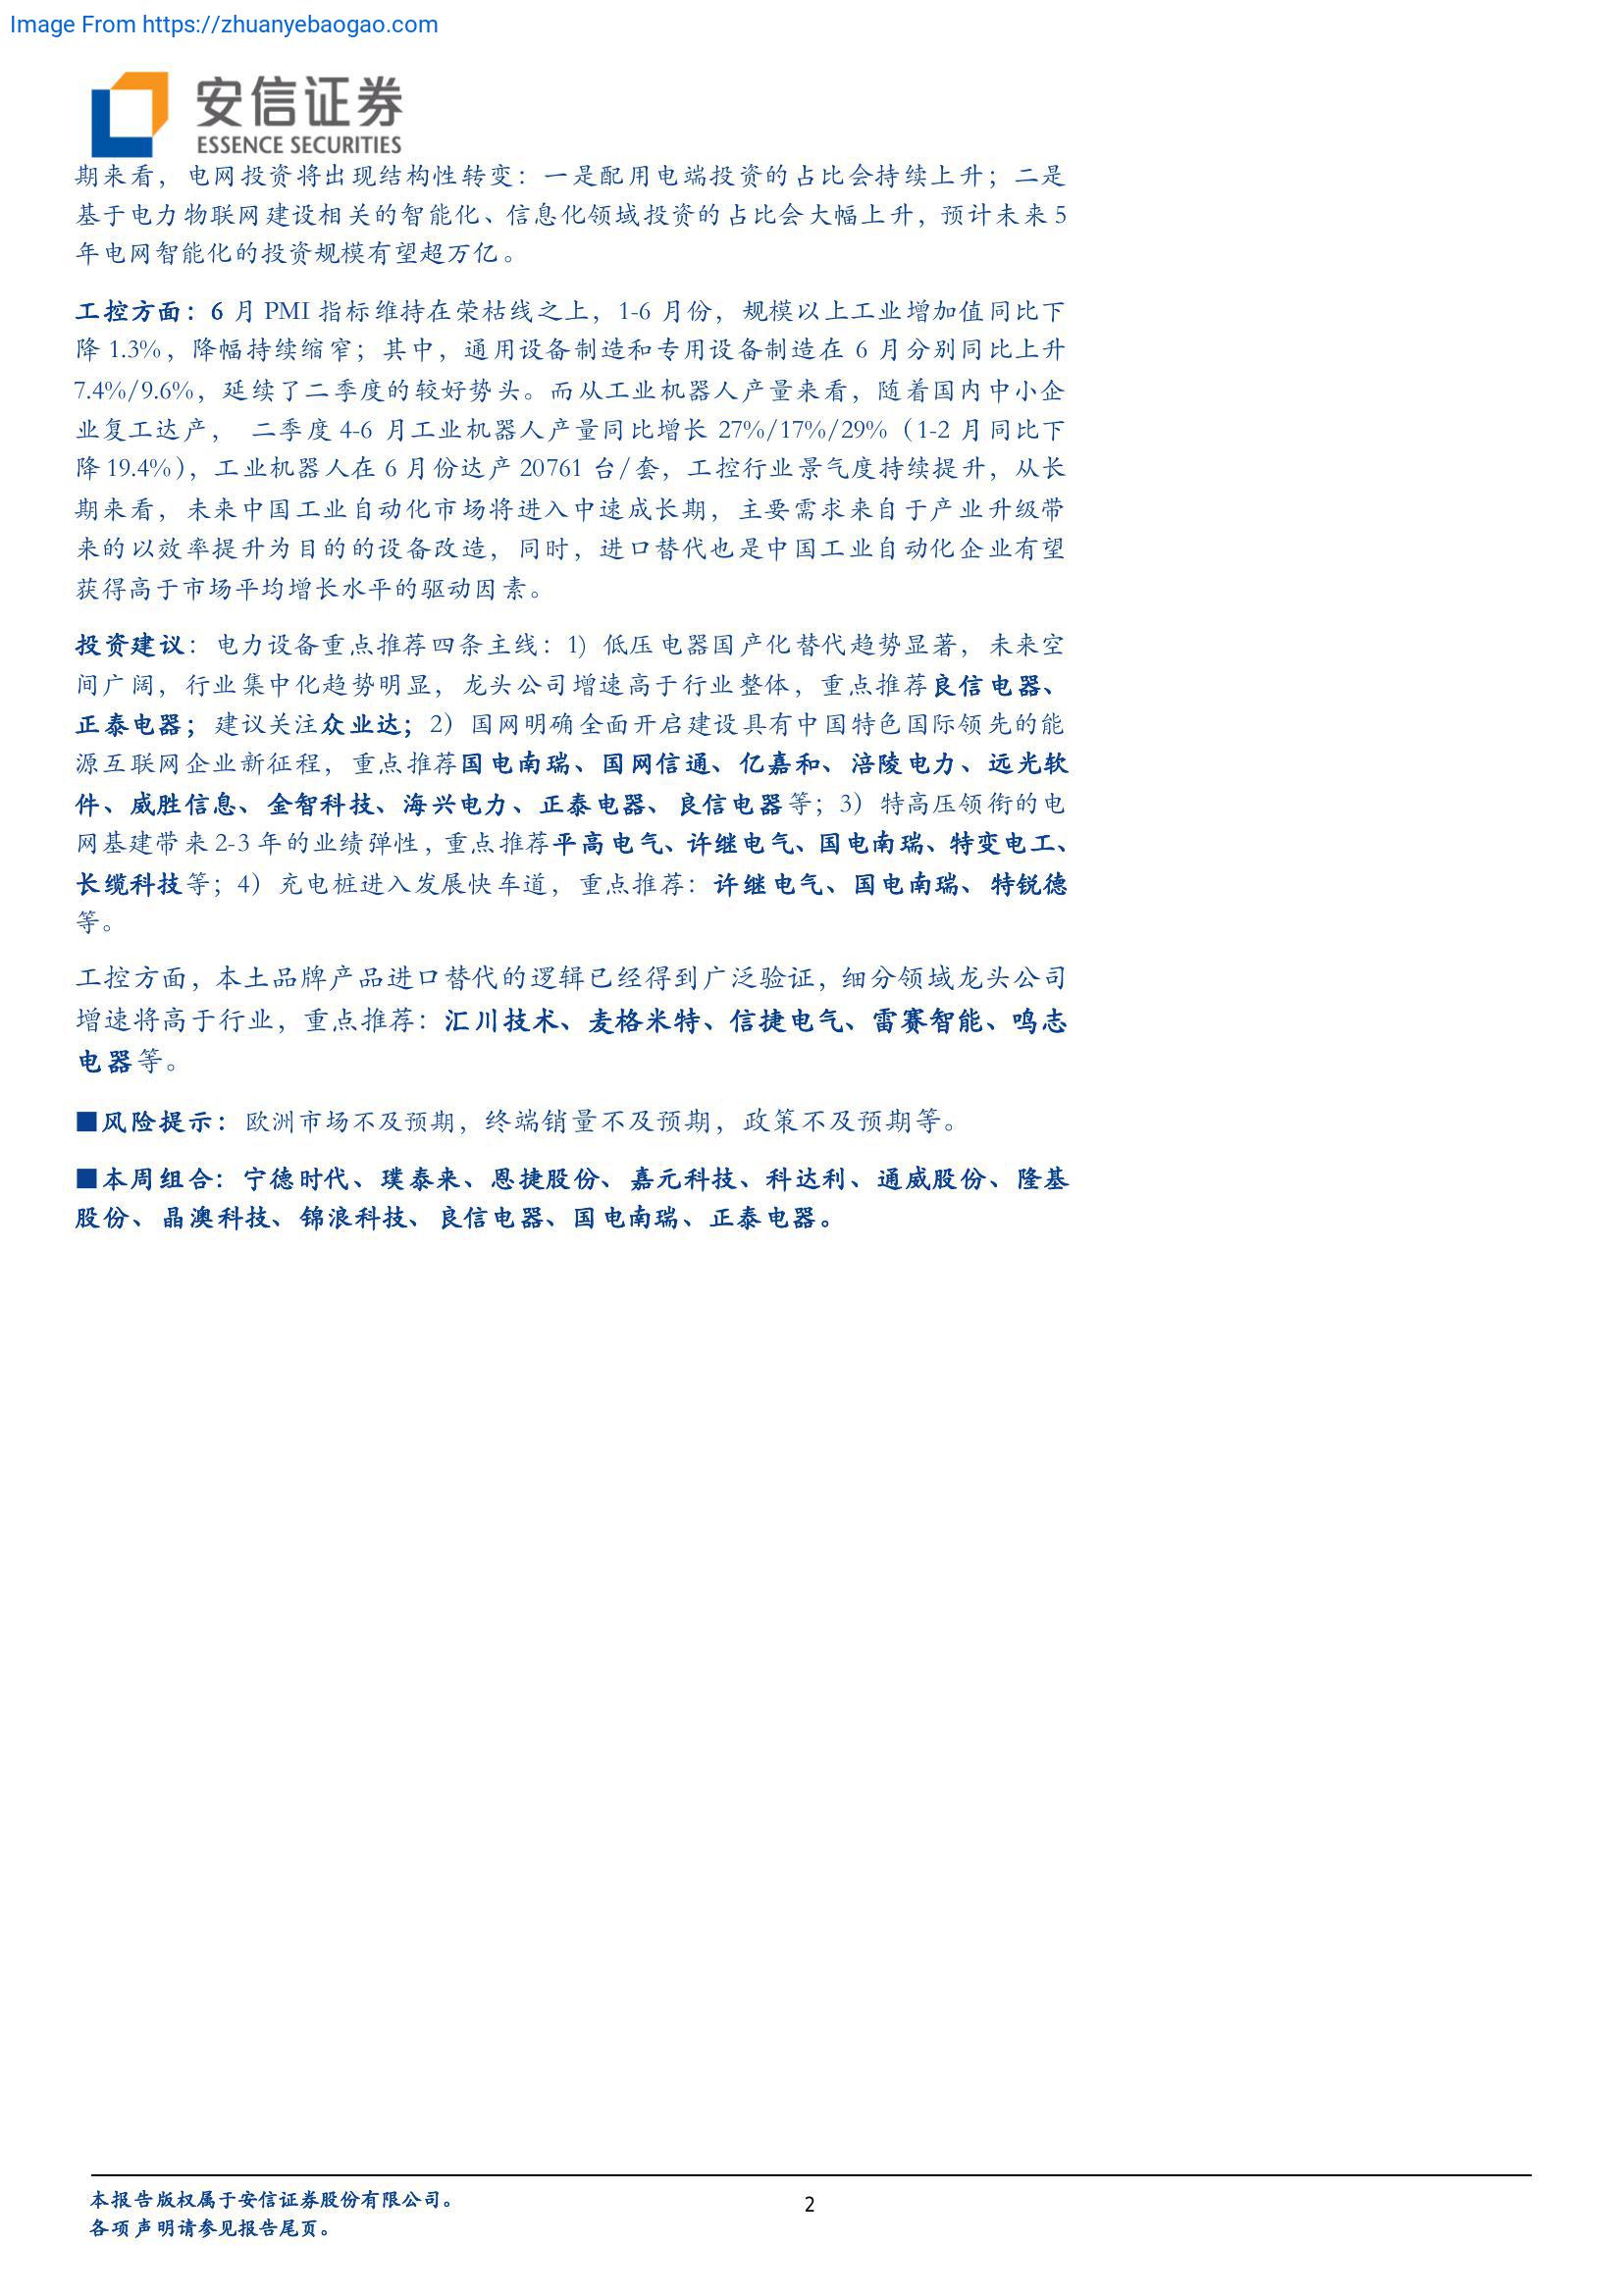 Image From https://zhuanyebaogao.com
安信证券
ESSENCE SECURITIES
期来看，电网投资将出现结构性转变：一是配用电端投资的占比会持续上升；二是
基于电力物联网建设相关的智能化、信息化领域投资的占比会大幅上升，预计未来 5
年电网智能化的投资规模有望超万亿。
工控方面：6 月 PMI 指标维持在荣枯线之上，1-6 月份，规模以上工业增加值同比下
降 1.3%，降幅持续缩窄；其中，通用设备制造和专用设备制造在 6 月分别同比上升
7.4%/9.6%，延续了二季度的较好势头。而从工业机器人产量来看，随着国内中小企
业复工达产， 二季度 4-6 月工业机器人产量同比增长 27%/17%/29%（1-2 月同比下
降 19.4%），工业机器人在 6 月份达产 20761 台/套，工控行业景气度持续提升，从长
期来看，未来中国工业自动化市场将进入中速成长期，主要需求来自于产业升级带
来的以效率提升为目的的设备改造，同时，进口替代也是中国工业自动化企业有望
获得高于市场平均增长水平的驱动因素。
投资建议：电力设备重点推荐四条主线：1）低压电器国产化替代趋势显著，未来空
间广阔，行业集中化趋势明显，龙头公司增速高于行业整体，重点推荐良信电器、
正泰电器；建议关注众业达；2）国网明确全面开启建设具有中国特色国际领先的能
源互联网企业新征程，重点推荐国电南瑞、国网信通、亿嘉和、涪陵电力、远光软
件、威胜信息、金智科技、海兴电力、正泰电器、良信电器等；3）特高压领衔的电
网基建带来 2-3 年的业绩弹性，重点推荐平高电气、许继电气、国电南瑞、特变电工、
长缆科技等；4）充电桩进入发展快车道，重点推荐：许继电气、国电南瑞、特锐德
等。
工控方面，本土品牌产品进口替代的逻辑已经得到广泛验证，细分领域龙头公司
增速将高于行业，重点推荐：汇川技术、麦格米特、信捷电气、雷赛智能、鸣志
电器等。
■风险提示：欧洲市场不及预期，终端销量不及预期，政策不及预期等。
■本周组合：宁德时代、璞泰来、恩捷股份、嘉元科技、科达利、通威股份、隆基
股份、晶澳科技、锦浪科技、良信电器、国电南瑞、正泰电器。
本报告版权属于安信证券股份有限公司。
2
各项声明请参见报告尾页。